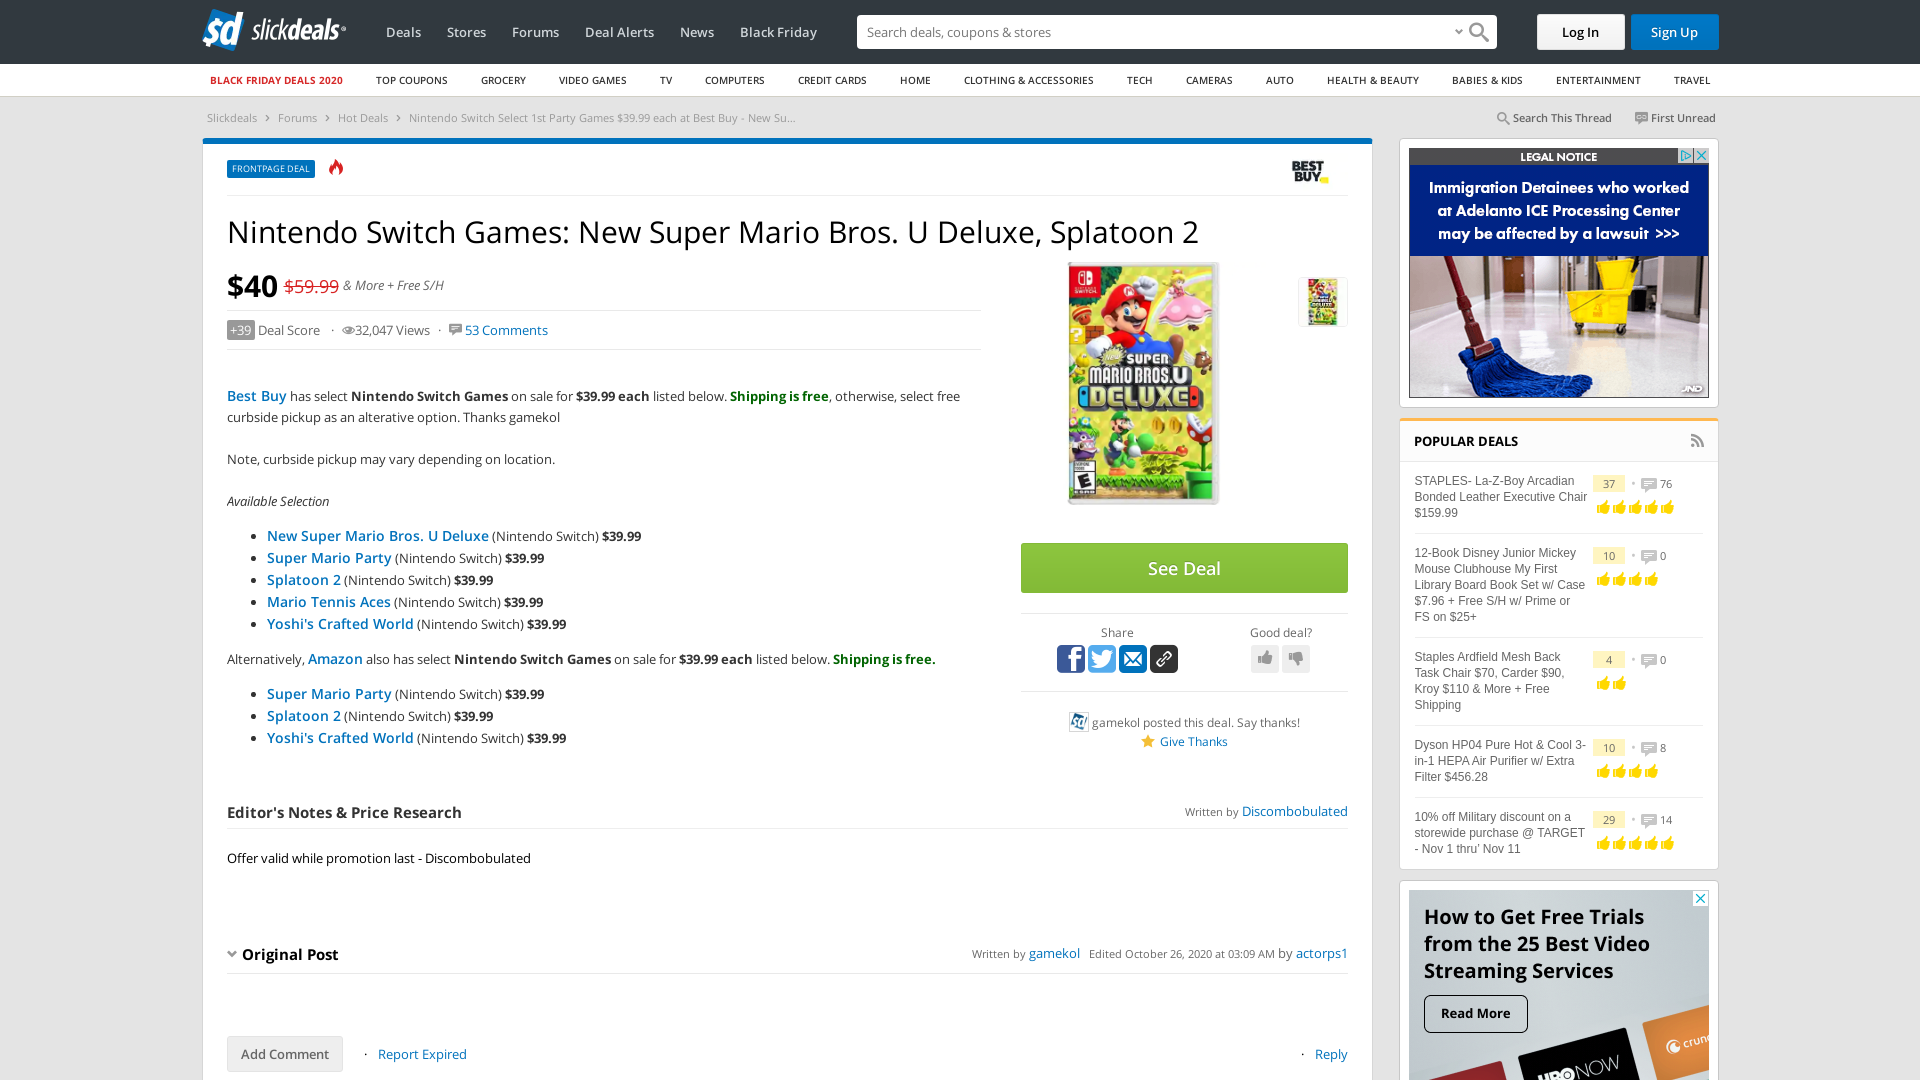 slickdeals
Deals
Stores
Forums
Deal Alerts
News
Black Friday
Search deals, coupons & stores
Log In
Sign Up
BLACK FRIDAY DEALS 2020
TOP COUPONS
GROCERY
VIDEO GAMES
TV
COMPUTERS
CREDIT CARDS
HOME
CLOTHING & ACCESSORIES
TECH
CAMERAS
AUTO
HEALTH & BEAUTY
BABIES & KIDS
ENTERTAINMENT
TRAVEL
Slickdeals > Forums > Hot Deals > Nintendo Switch Select 1st Party Games $39.99 each at Best Buy - New Su...
Search This Thread
First Unread
FRONTPAGE DEAL
BEST
BUY
Nintendo Switch Games: New Super Mario Bros. U Deluxe, Splatoon 2
$40 $59.99 & More + Free S/H
+39 Deal Score · 32,047 Views · 53 Comments
Best Buy has select Nintendo Switch Games on sale for $39.99 each listed below. Shipping is free, otherwise, select free
curbside pickup as an alterative option. Thanks gamekol
Note, curbside pickup may vary depending on location.
Available Selection
• New Super Mario Bros. U Deluxe (Nintendo Switch) $39.99
• Super Mario Party (Nintendo Switch) $39.99
• Splatoon 2 (Nintendo Switch) $39.99
• Mario Tennis Aces (Nintendo Switch) $39.99
• Yoshi's Crafted World (Nintendo Switch) $39.99
Alternatively, Amazon also has select Nintendo Switch Games on sale for $39.99 each listed below. Shipping is free.
• Super Mario Party (Nintendo Switch) $39.99
• Splatoon 2 (Nintendo Switch) $39.99
• Yoshi's Crafted World (Nintendo Switch) $39.99
New
SUPER
MARIO BROS. U
DELUXE
E
See Deal
Share
Good deal?
gamekol posted this deal. Say thanks!
Give Thanks
Editor's Notes & Price Research
Written by Discombobulated
Offer valid while promotion last - Discombobulated
Original Post
Written by gamekol Edited October 26, 2020 at 03:09 AM by actorps1
Add Comment
· Report Expired
· Reply
LEGAL NOTICE
Immigration Detainees who worked
at Adelanto ICE Processing Center
may be affected by a lawsuit >>>
JND
POPULAR DEALS
STAPLES- La-Z-Boy Arcadian
Bonded Leather Executive Chair
$159.99
37 • 76
12-Book Disney Junior Mickey
Mouse Clubhouse My First
Library Board Book Set w/ Case
$7.96 + Free S/H w/ Prime or
FS on $25+
10 • 0
Staples Ardfield Mesh Back
Task Chair $70, Carder $90,
Kroy $110 & More + Free
Shipping
4 • 0
Dyson HP04 Pure Hot & Cool 3-
in-1 HEPA Air Purifier w/ Extra
Filter $456.28
10 • 8
10% off Military discount on a
storewide purchase @ TARGET
- Nov 1 thru' Nov 11
29 • 14
How to Get Free Trials
from the 25 Best Video
Streaming Services
Read More
HBO NOW
crunc